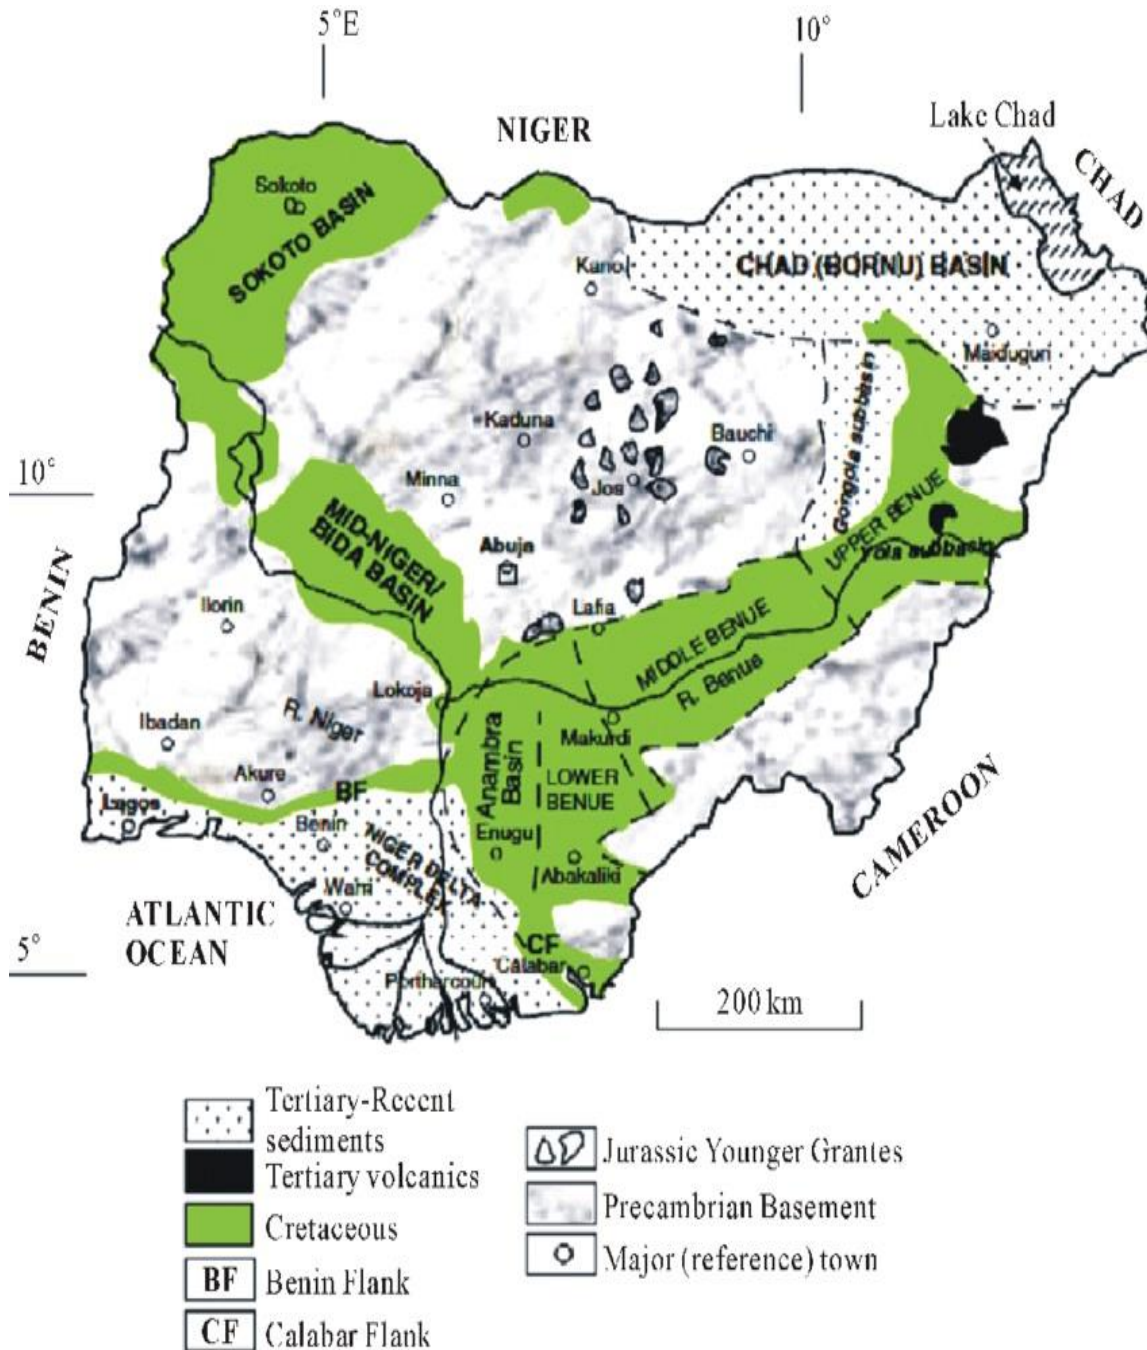 5°E
10°
NIGER
Lake Chad
CHAD
Sokoto
SOKOTO BASIN
Kano
CHAD (BORNU) BASIN
Maiduguri
Gongola subbasin
Kaduna
Bauchi
10°
Minna
Jos
UPPER BENUE
MID-NIGER/
BIDA BASIN
Abuja
Yola subbasin
BENIN
Ilorin
Lafia
MIDDLE BENUE
R. Benue
Lokoja
R. Niger
Ibadan
Makurdi
Anambra
Basin
LOWER
BENUE
Akure
BF
Lagos
Benin
Enugu
NIGER DELTA
COMPLEX
Abakaliki
CAMEROON
Warri
ATLANTIC
OCEAN
5°
CF
Calabar
Portharcourt
200 km
Tertiary-Recent
sediments
Tertiary volcanics
Cretaceous
BF Benin Flank
CF Calabar Flank
Jurassic Younger Grantes
Precambrian Basement
Major (reference) town